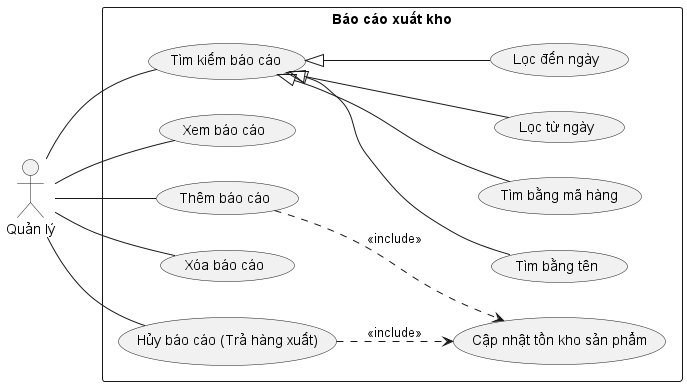 Báo cáo xuất kho
Tìm kiếm báo cáo
Lọc đến ngày
Xem báo cáo
Lọc từ ngày
Thêm báo cáo
Tìm bằng mã hàng
Quản lý
«include»
Xóa báo cáo
Tìm bằng tên
Hủy báo cáo (Trả hàng xuất)
«include»
Cập nhật tồn kho sản phẩm